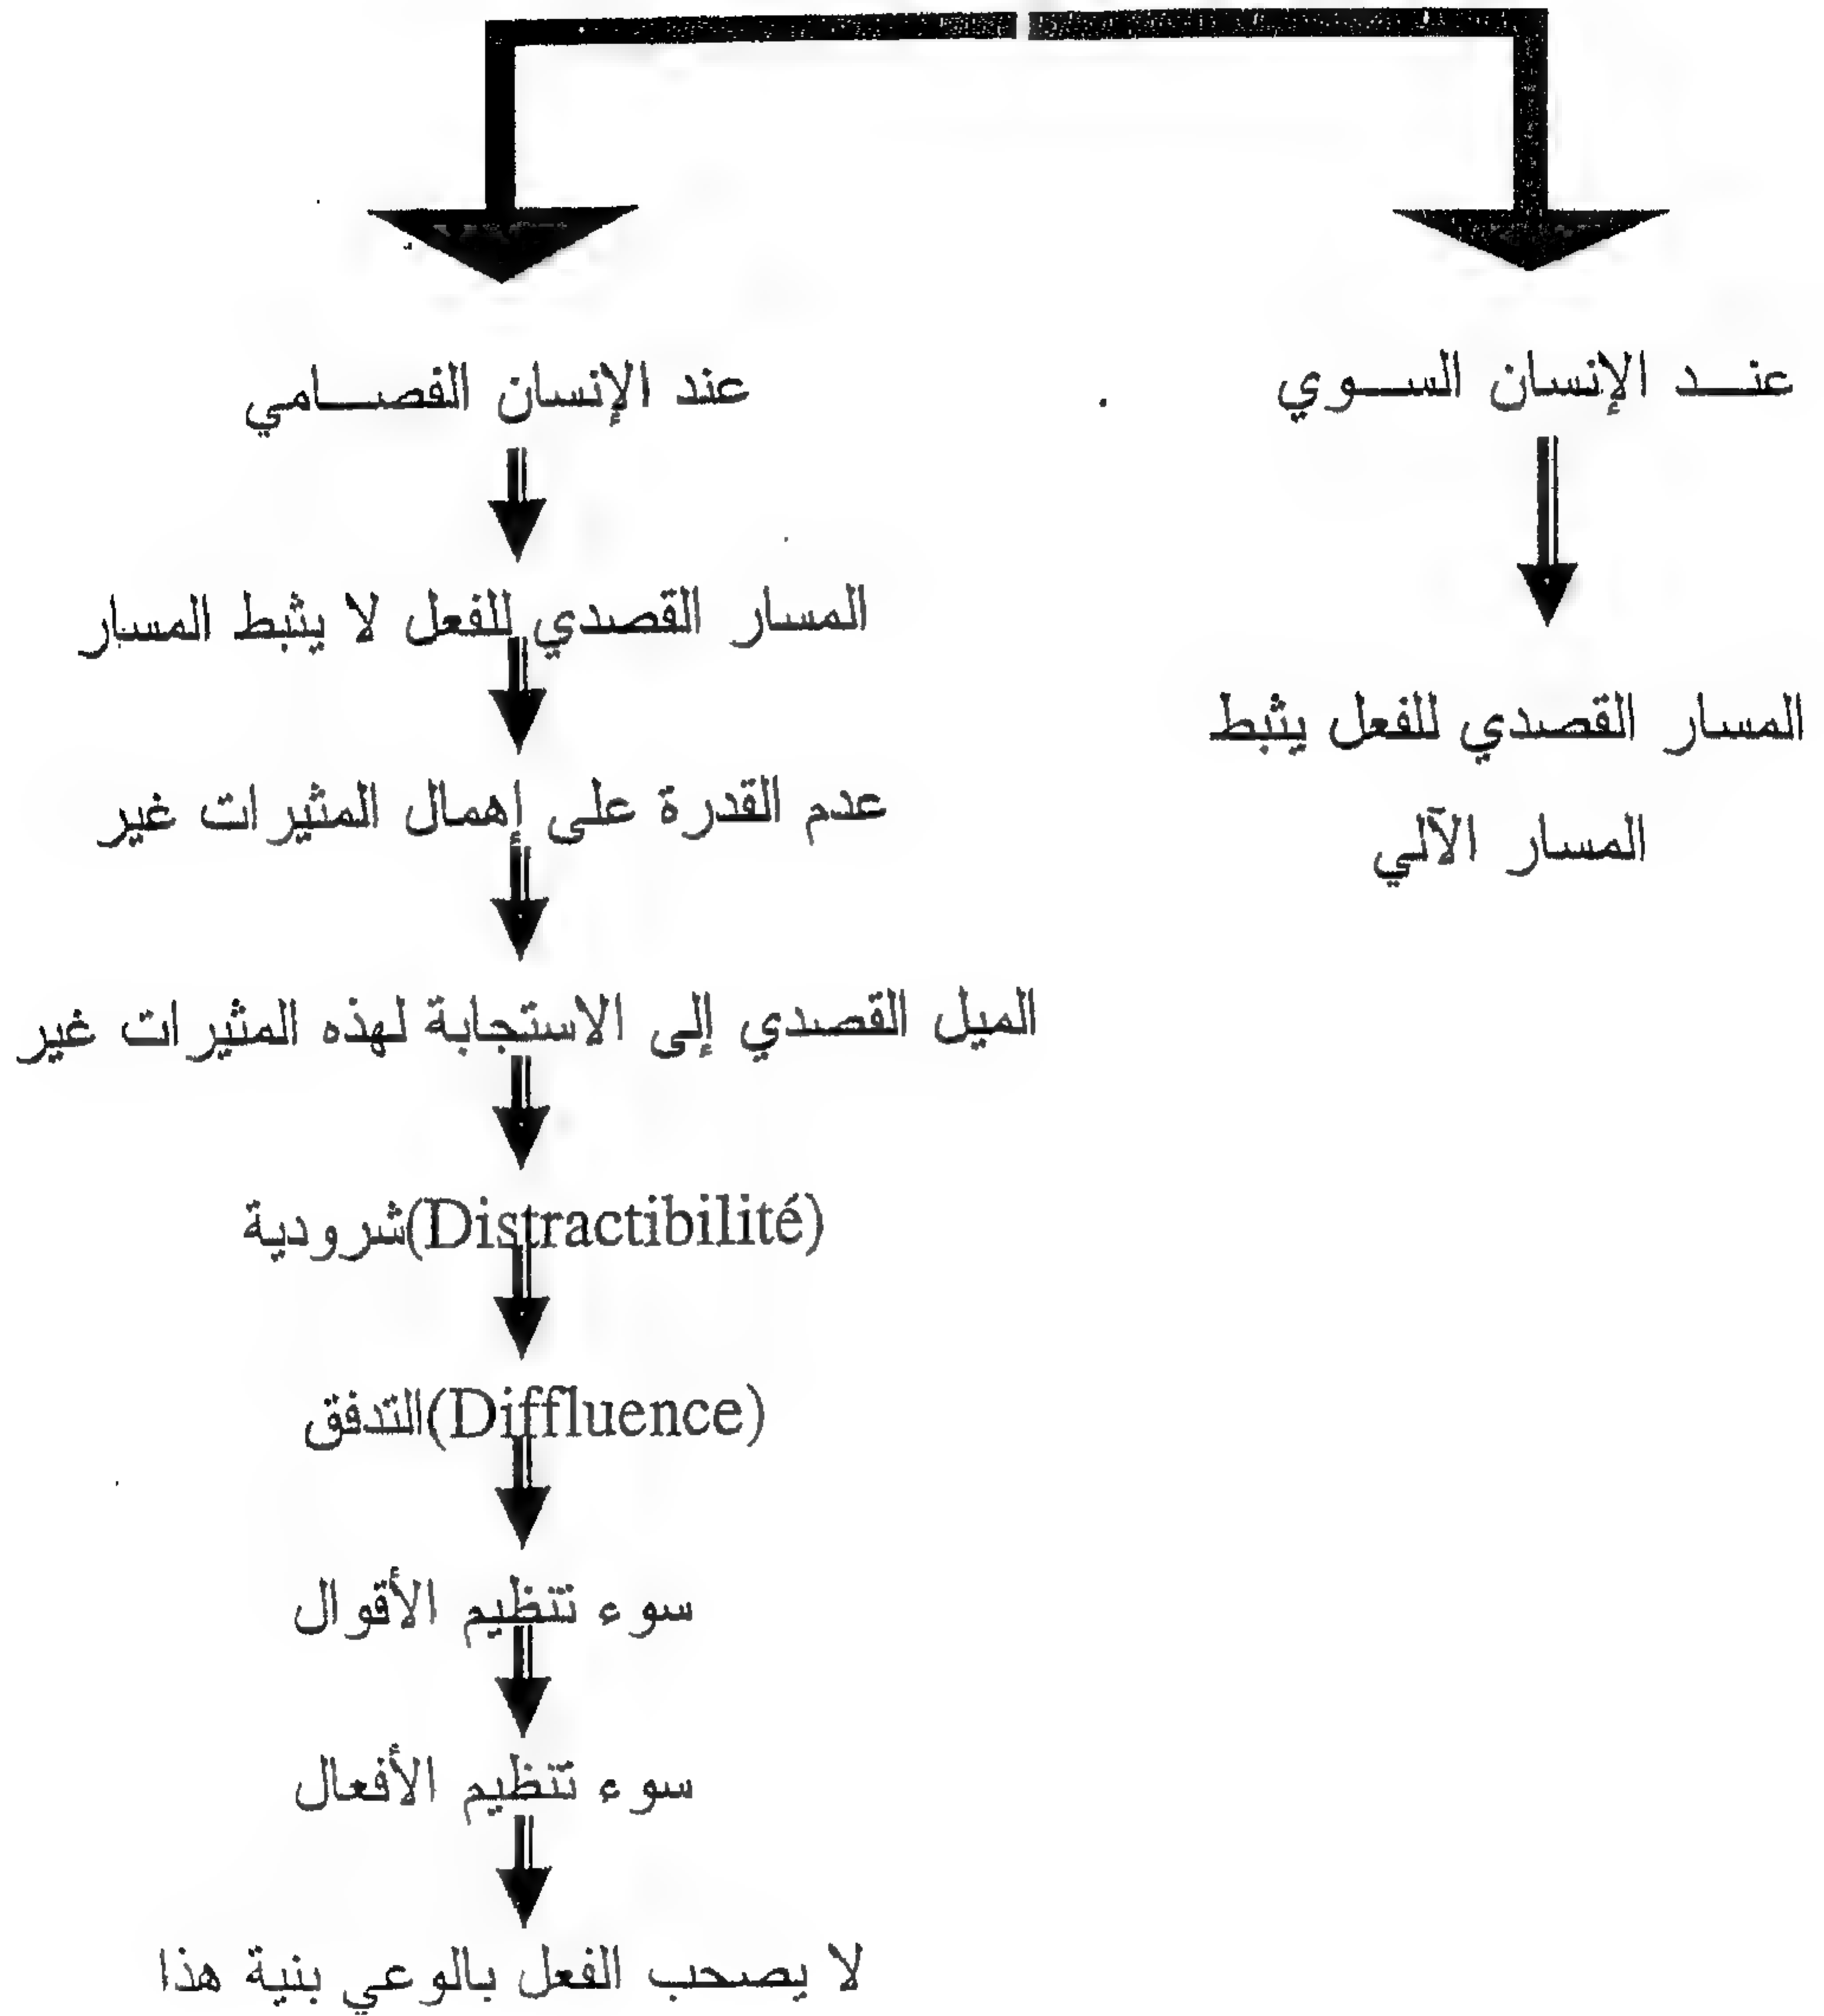 عند الإنسان السوي
المسار القصدي للفعل يثبط
المسار الآلي
عند الإنسان الفصامي
المسار القصدي للفعل لا يثبط المسار
عدم القدرة على إهمال المثيرات غير
الميل القصدي إلى الاستجابة لهذه المثيرات غير
شرودية(Distractibilité)
التدفق(Diffluence)
سوء تنظيم الأقوال
سوء تنظيم الأفعال
لا يصحب الفعل بالوعي بنية هذا